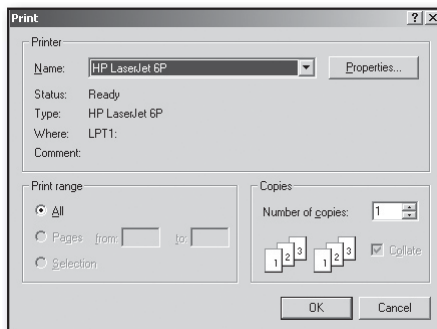 Print
Printer
Name: HP LaserJet 6P Properties...
Status: Ready
Type: HP LaserJet 6P
Where: LPT1:
Comment:
Print range Copies
All Number of copies: 1
Pages from: to:
1 2 3 1 2 3 Collate
Selection
OK Cancel